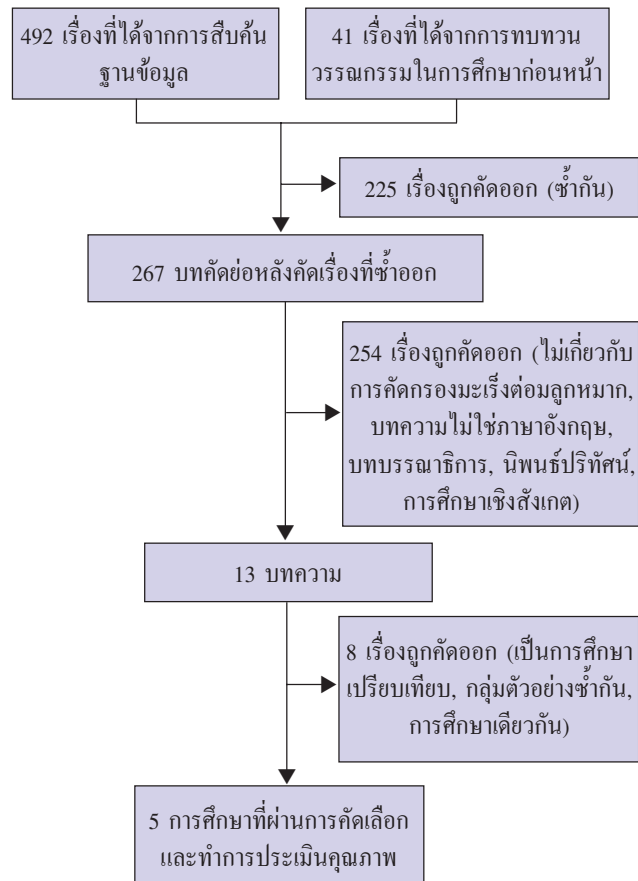 492 เรื่องที่ได้จากการสืบค้น
ฐานข้อมูล
41 เรื่องที่ได้จากการทบทวน
วรรณกรรมในการศึกษาก่อนหน้า
225 เรื่องถูกคัดออก (ซ้ำกัน)
267 บทคัดย่อหลังคัดเรื่องที่ซ้ำออก
254 เรื่องถูกคัดออก (ไม่เกี่ยวกับ
การคัดกรองมะเร็งต่อมลูกหมาก,
บทความไม่ใช่ภาษาอังกฤษ,
บทบรรณาธิการ, นิพนธ์ปริทัศน์,
การศึกษาเชิงสังเกต)
13 บทความ
8 เรื่องถูกคัดออก (เป็นการศึกษา
เปรียบเทียบ, กลุ่มตัวอย่างซ้ำกัน,
การศึกษาเดียวกัน)
5 การศึกษาที่ผ่านการคัดเลือก
และทำการประเมินคุณภาพ